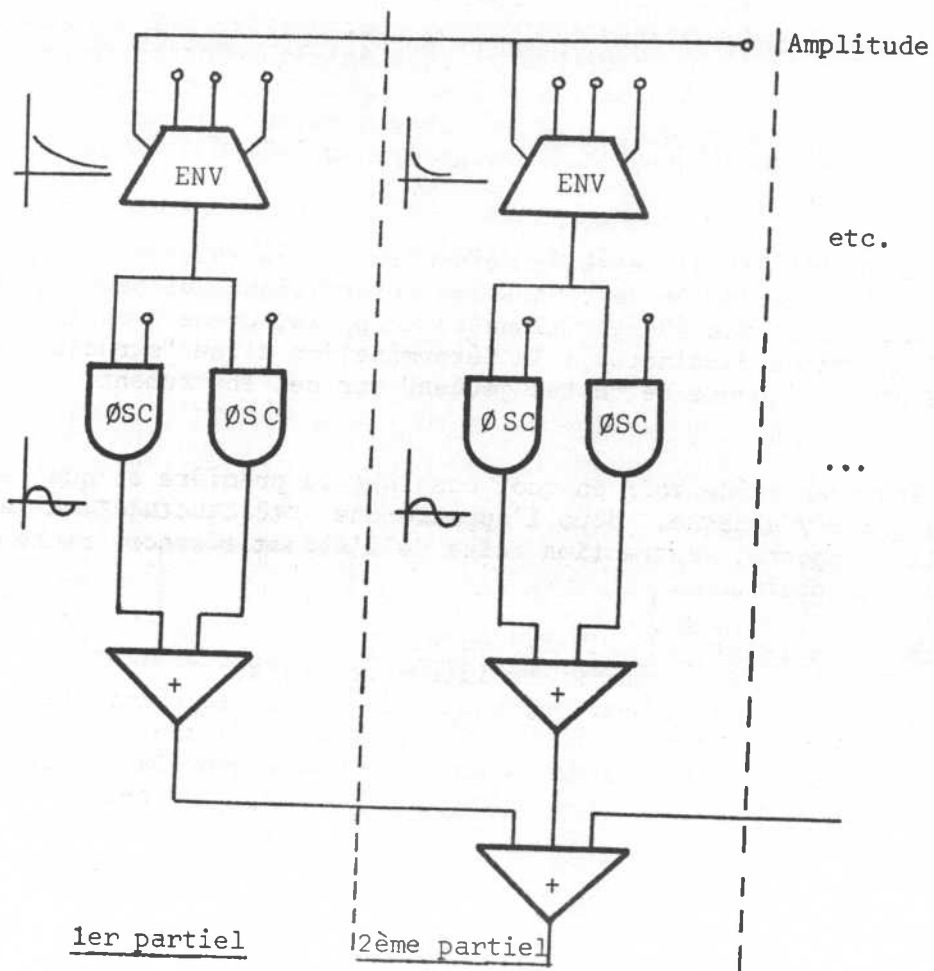 Amplitude
ENV
ENV
etc.
ØSC ØSC
ØSC ØSC
...
+
+
+
1er partiel
2ème partiel